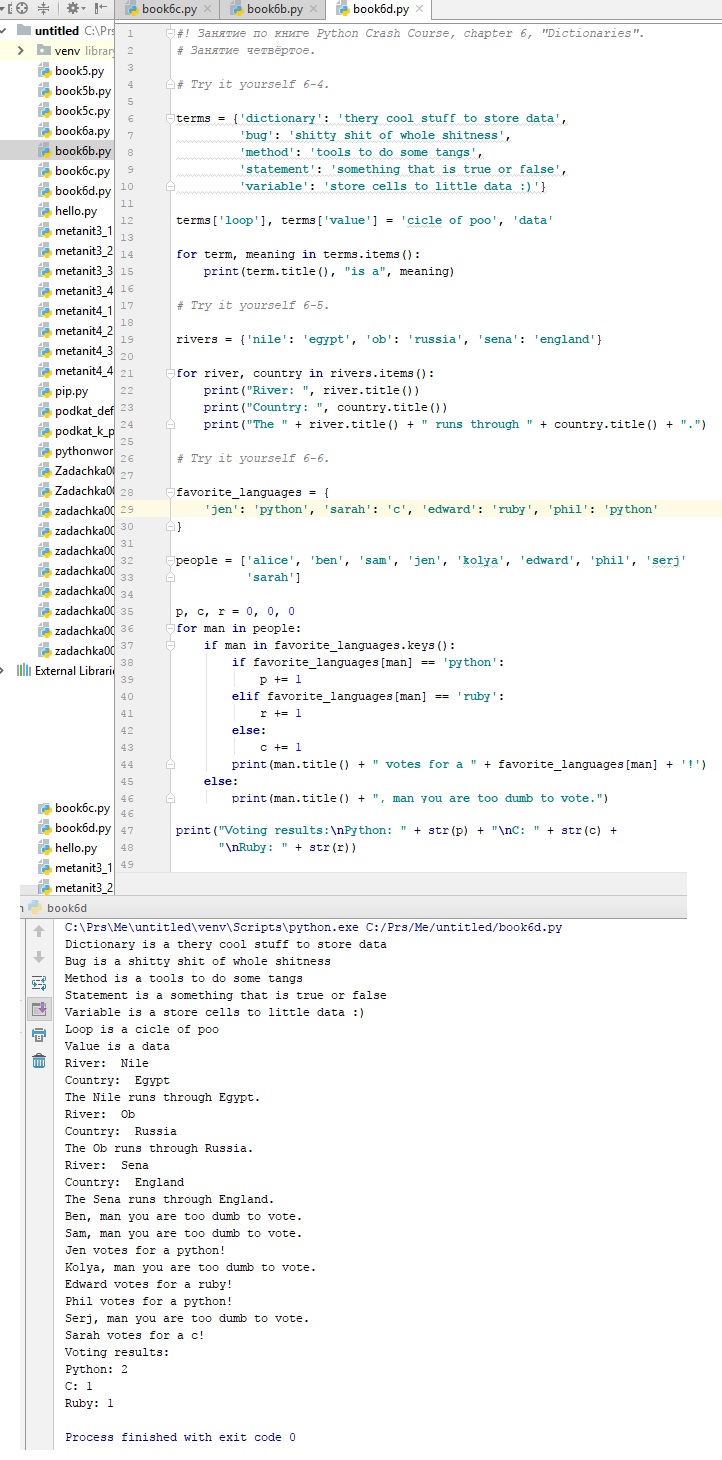 book6c.py
book6b.py
book6d.py
untitled C:\Prs
venv library
book5.py
book5b.py
book5c.py
book6a.py
book6b.py
book6c.py
book6d.py
hello.py
metanit3_1
metanit3_2
metanit3_3
metanit3_4
metanit4_1
metanit4_2
metanit4_3
metanit4_4
pip.py
podkat_def
podkat_k_p
pythonwor
Zadachka00
Zadachka00
zadachka00
zadachka00
zadachka00
zadachka00
zadachka00
zadachka00
zadachka00
zadachka00
External Librari
book6c.py
book6d.py
hello.py
metanit3_1
metanit3_2
1 #! Занятие по книге Python Crash Course, chapter 6, "Dictionaries".
2 # Занятие четвёртое.
3
4 # Try it yourself 6-4.
5
6 terms = {'dictionary': 'thery cool stuff to store data',
7 'bug': 'shitty shit of whole shitness',
8 'method': 'tools to do some tangs',
9 'statement': 'something that is true or false',
10 'variable': 'store cells to little data :)'}
11
12 terms['loop'], terms['value'] = 'cicle of poo', 'data'
13
14 for term, meaning in terms.items():
15 print(term.title(), "is a", meaning)
16
17 # Try it yourself 6-5.
18
19 rivers = {'nile': 'egypt', 'ob': 'russia', 'sena': 'england'}
20
21 for river, country in rivers.items():
22 print("River: ", river.title())
23 print("Country: ", country.title())
24 print("The " + river.title() + " runs through " + country.title() + ".")
25
26 # Try it yourself 6-6.
27
28 favorite_languages = {
29 'jen': 'python', 'sarah': 'c', 'edward': 'ruby', 'phil': 'python'
30 }
31
32 people = ['alice', 'ben', 'sam', 'jen', 'kolya', 'edward', 'phil', 'serj'
33 'sarah']
34
35 p, c, r = 0, 0, 0
36 for man in people:
37 if man in favorite_languages.keys():
38 if favorite_languages[man] == 'python':
39 p += 1
40 elif favorite_languages[man] == 'ruby':
41 r += 1
42 else:
43 c += 1
44 print(man.title() + " votes for a " + favorite_languages[man] + '!')
45 else:
46 print(man.title() + ", man you are too dumb to vote.")
46
47 print("Voting results:\nPython: " + str(p) + "\nC: " + str(c) +
48 "\nRuby: " + str(r))
49
book6d
C:\Prs\Me\untitled\venv\Scripts\python.exe C:/Prs/Me/untitled/book6d.py
Dictionary is a thery cool stuff to store data
Bug is a shitty shit of whole shitness
Method is a tools to do some tangs
Statement is a something that is true or false
Variable is a store cells to little data :)
Loop is a cicle of poo
Value is a data
River:  Nile
Country:  Egypt
The Nile runs through Egypt.
River:  Ob
Country:  Russia
The Ob runs through Russia.
River:  Sena
Country:  England
The Sena runs through England.
Ben, man you are too dumb to vote.
Sam, man you are too dumb to vote.
Jen votes for a python!
Kolya, man you are too dumb to vote.
Edward votes for a ruby!
Phil votes for a python!
Serj, man you are too dumb to vote.
Sarah votes for a c!
Voting results:
Python: 2
C: 1
Ruby: 1
Process finished with exit code 0